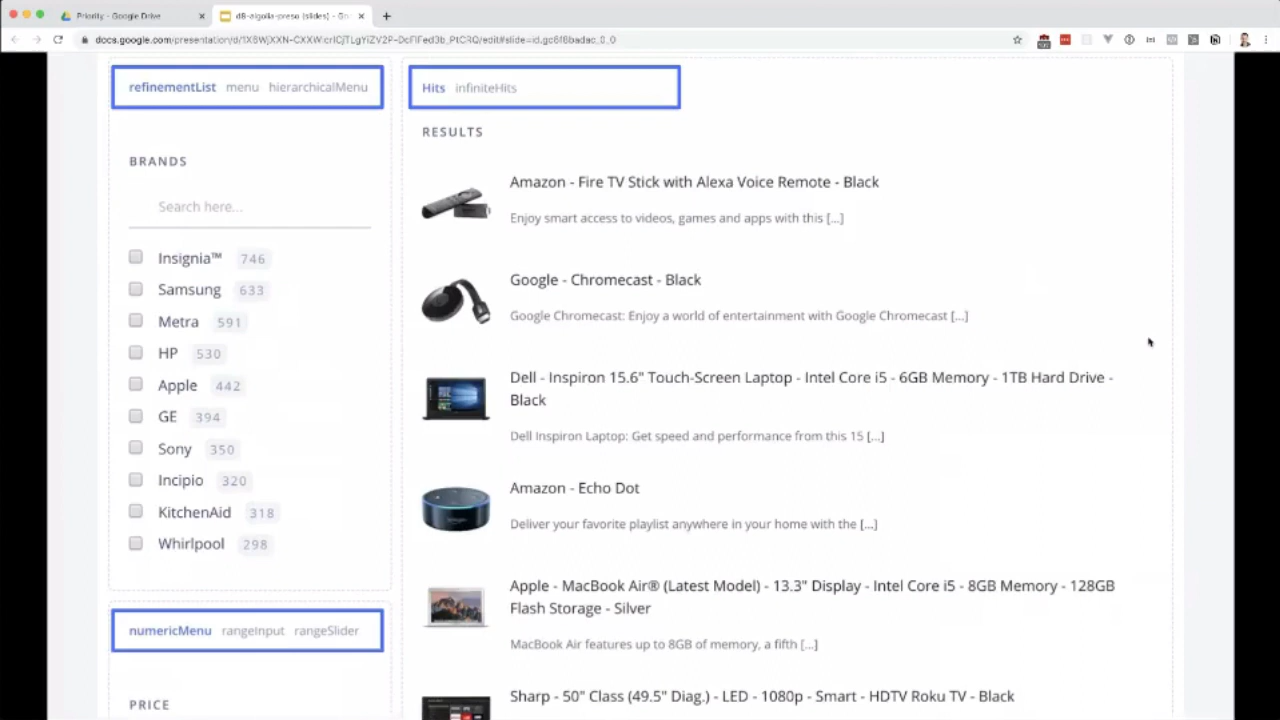 Priority - Google Drive
d8-algolia-preso (slides) - Go
refinementList menu hierarchicalMenu
BRANDS
Search here...
Insignia™ 746
Samsung 633
Metra 591
HP 530
Apple 442
GE 394
Sony 350
Incipio 320
KitchenAid 318
Whirlpool 298
numericMenu rangeInput rangeSlider
PRICE
Hits infiniteHits
RESULTS
Amazon - Fire TV Stick with Alexa Voice Remote - Black
Enjoy smart access to videos, games and apps with this [...]
Google - Chromecast - Black
Google Chromecast: Enjoy a world of entertainment with Google Chromecast [...]
Dell - Inspiron 15.6" Touch-Screen Laptop - Intel Core i5 - 6GB Memory - 1TB Hard Drive -
Black
Dell Inspiron Laptop: Get speed and performance from this 15 [...]
Amazon - Echo Dot
Deliver your favorite playlist anywhere in your home with the [...]
Apple - MacBook Air® (Latest Model) - 13.3" Display - Intel Core i5 - 8GB Memory - 128GB
Flash Storage - Silver
MacBook Air features up to 8GB of memory, a fifth [...]
Sharp - 50" Class (49.5" Diag.) - LED - 1080p - Smart - HDTV Roku TV - Black